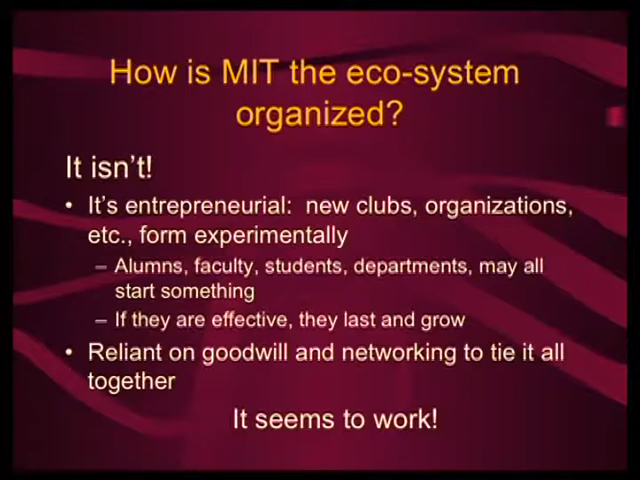 How is MIT the eco-system
organized?
It isn't!
• It's entrepreneurial:  new clubs, organizations,
etc., form experimentally
– Alumns, faculty, students, departments, may all
start something
– If they are effective, they last and grow
• Reliant on goodwill and networking to tie it all
together
It seems to work!